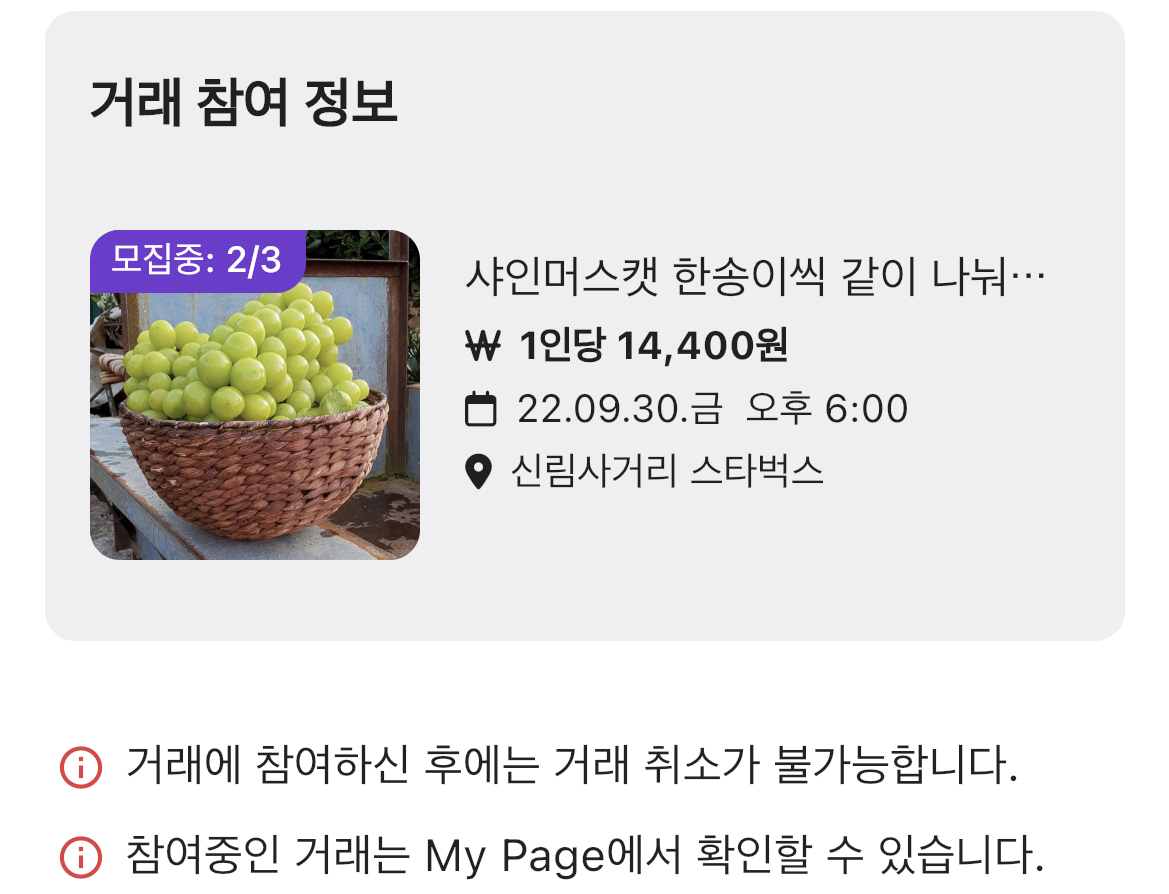 거래 참여 정보
모집중: 2/3
샤인머스캣 한송이씩 같이 나눠…
₩ 1인당 14,400원
22.09.30.금 오후 6:00
신림사거리 스타벅스
거래에 참여하신 후에는 거래 취소가 불가능합니다.
참여중인 거래는 My Page에서 확인할 수 있습니다.